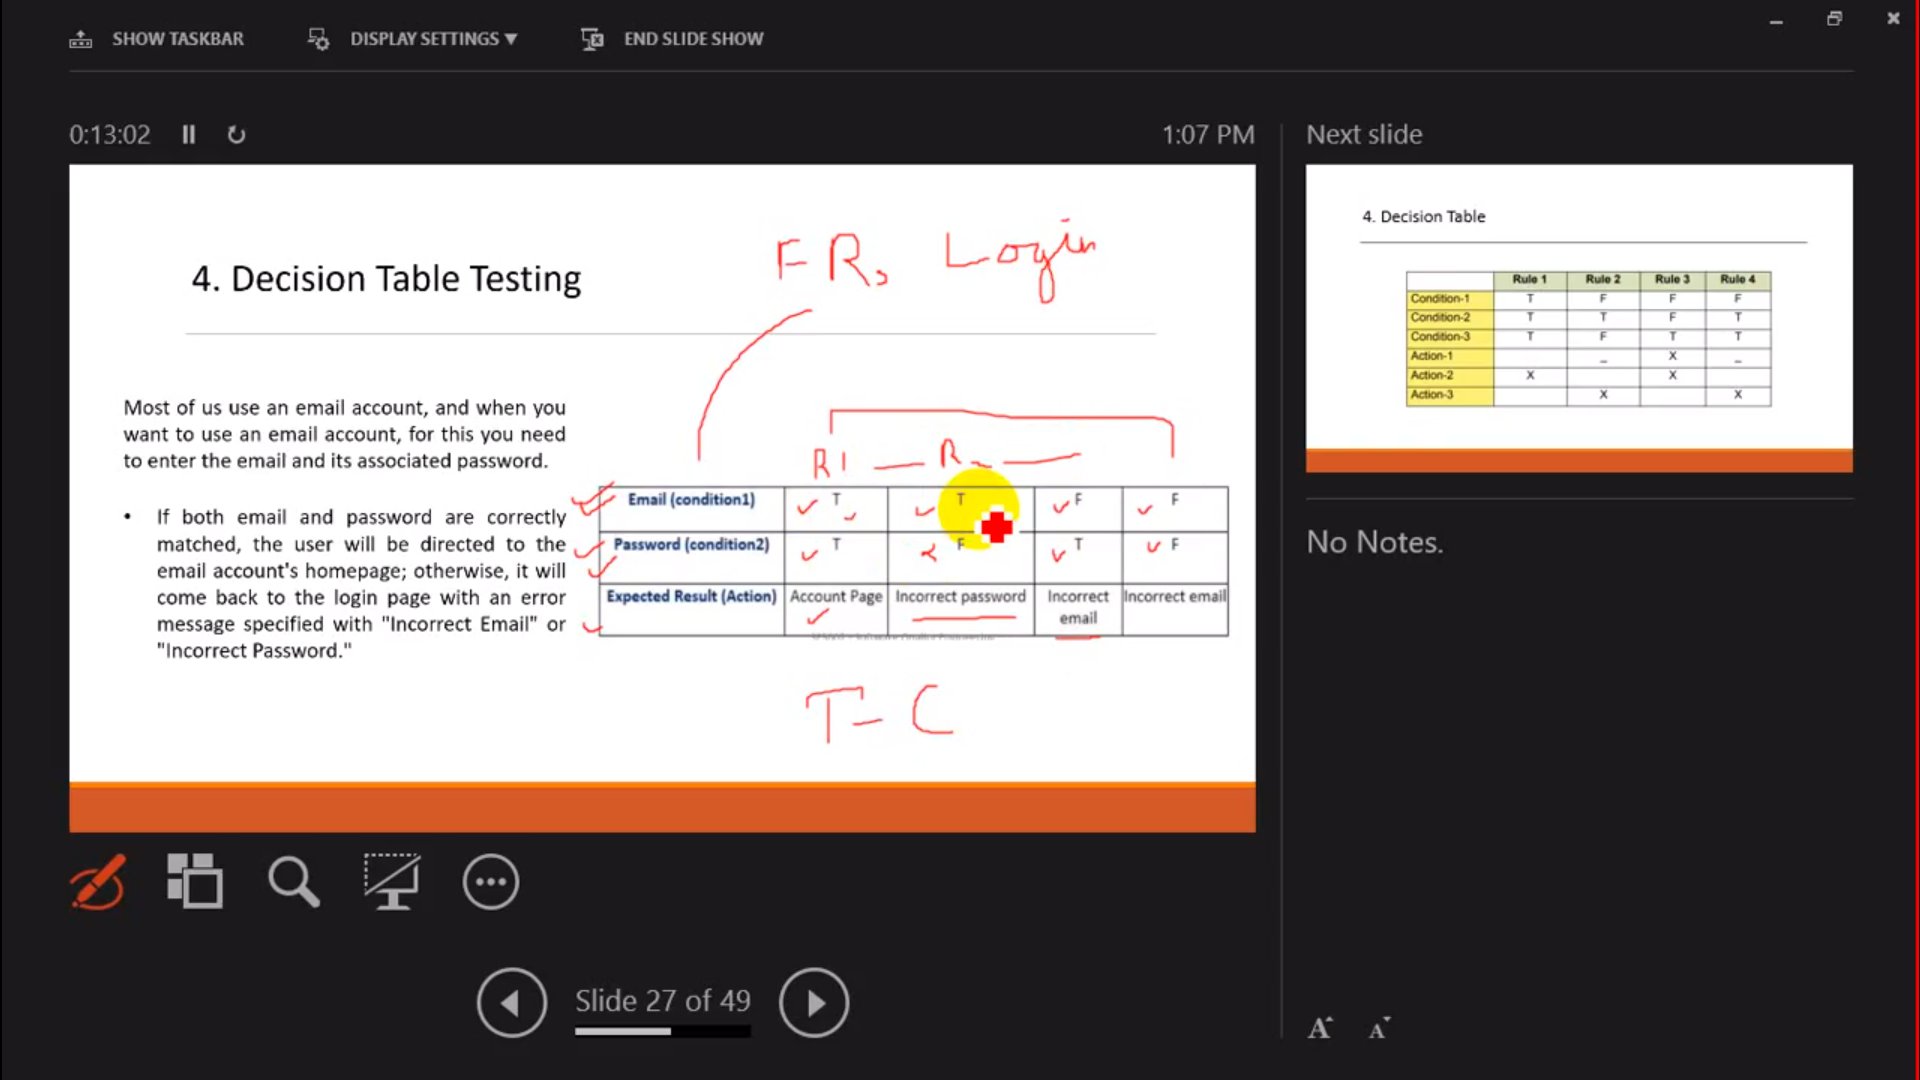 SHOW TASKBAR
DISPLAY SETTINGS ▼
END SLIDE SHOW
0:13:02
1:07 PM
Next slide
4. Decision Table Testing
FR, Login
Most of us use an email account, and when you
want to use an email account, for this you need
to enter the email and its associated password.
• If both email and password are correctly
matched, the user will be directed to the
email account's homepage; otherwise, it will
come back to the login page with an error
message specified with "Incorrect Email" or
"Incorrect Password."
R1 — R — —
Email (condition1) T T F F
Password (condition2) T F T F
Expected Result (Action) Account Page Incorrect password Incorrect email Incorrect email
T-C
4. Decision Table
Rule 1 Rule 2 Rule 3 Rule 4
Condition-1 T F F F
Condition-2 T T F T
Condition-3 T F T T
Action-1 _ X _
Action-2 X X
Action-3 X X
No Notes.
Slide 27 of 49
A A